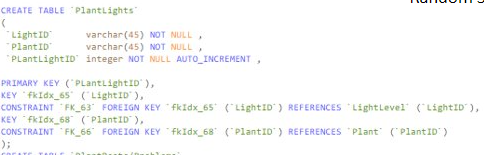 Random s
CREATE TABLE `PlantLights`
(
`LightID` varchar(45) NOT NULL ,
`PlantID` varchar(45) NOT NULL ,
`PLantLightID` integer NOT NULL AUTO_INCREMENT ,
PRIMARY KEY (`PLantLightID`),
KEY `fkIdx_65` (`LightID`),
CONSTRAINT `FK_63` FOREIGN KEY `fkIdx_65` (`LightID`) REFERENCES `LightLevel` (`LightID`),
KEY `fkIdx_68` (`PlantID`),
CONSTRAINT `FK_66` FOREIGN KEY `fkIdx_68` (`PlantID`) REFERENCES `Plant` (`PlantID`)
);
CREATE TABLE